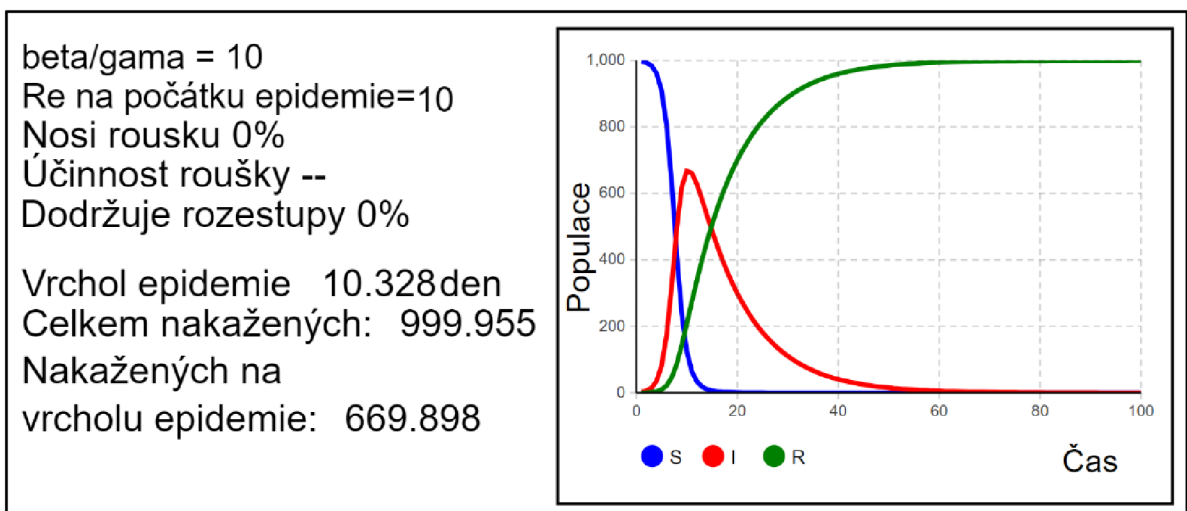 beta/gama = 10
Re na počátku epidemie=10
Nosi rousku 0%
Účinnost roušky --
Dodržuje rozestupy 0%
Vrchol epidemie 10.328 den
Celkem nakažených: 999.955
Nakažených na
vrcholu epidemie: 669.898
Populace
1,000
800
600
400
200
0
0 20 40 60 80 100
S I R
Čas